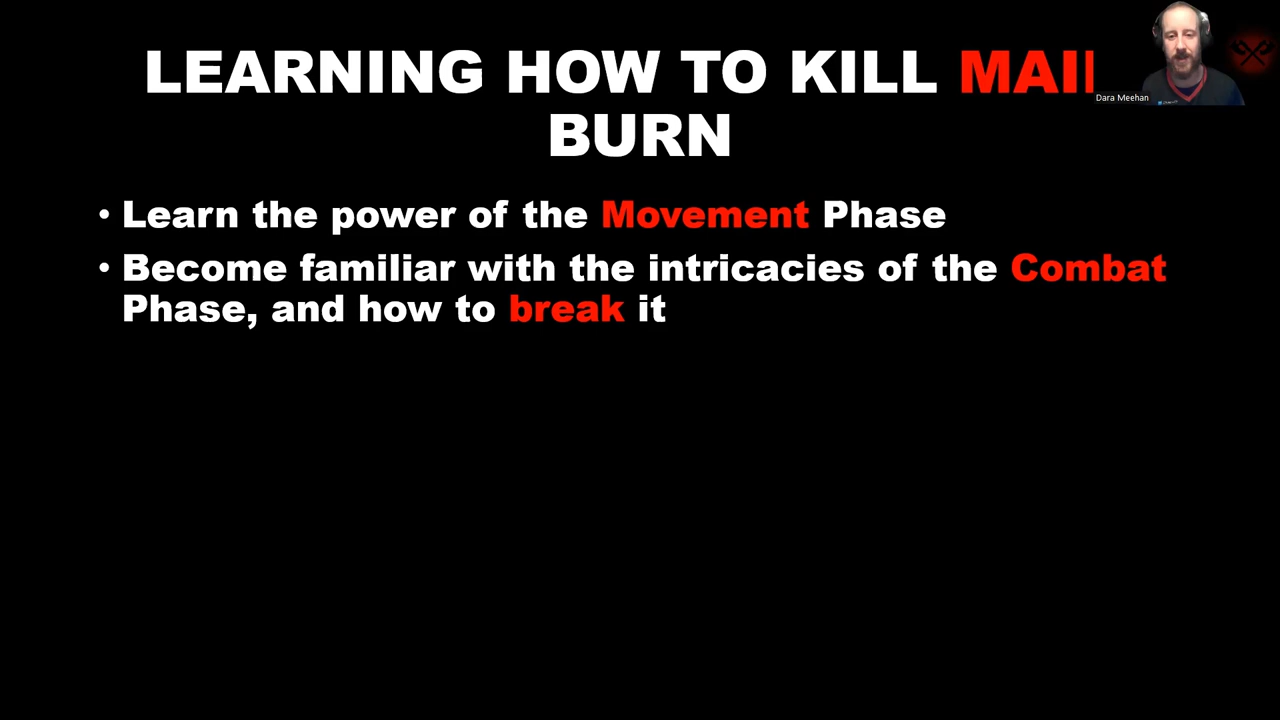 LEARNING HOW TO KILL
BURN
• Learn the power of the Movement Phase
• Become familiar with the intricacies of the Combat
Phase, and how to break it
Dara Meehan